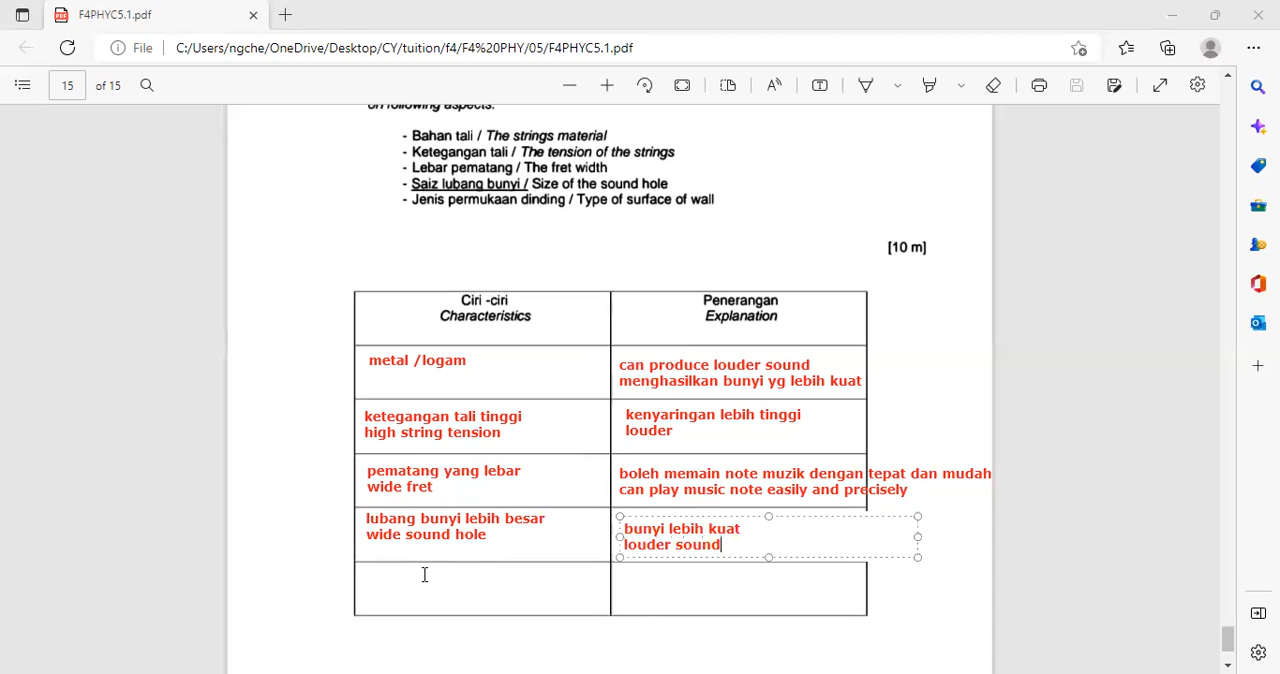 F4PHYC5.1.pdf
File
C:/Users/ngche/OneDrive/Desktop/CY/tuition/f4/F4%20PHY/05/F4PHYC5.1.pdf
15 of 15
on following aspects.
- Bahan tali / The strings material
- Ketegangan tali / The tension of the strings
- Lebar pematang / The fret width
- Saiz lubang bunyi / Size of the sound hole
- Jenis permukaan dinding / Type of surface of wall
[10 m]
Ciri -ciri
Characteristics
Penerangan
Explanation
metal /logam
can produce louder sound
menghasilkan bunyi yg lebih kuat
ketegangan tali tinggi
high string tension
kenyaringan lebih tinggi
louder
pematang yang lebar
wide fret
boleh memain note muzik dengan tepat dan mudah
can play music note easily and precisely
lubang bunyi lebih besar
wide sound hole
bunyi lebih kuat
louder sound